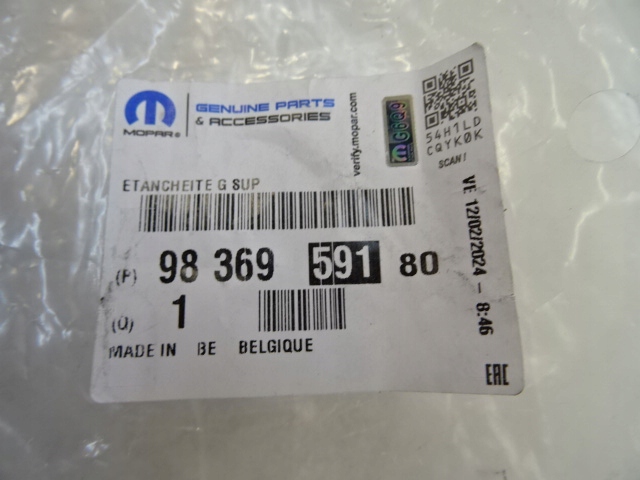 MOPAR®
GENUINE PARTS
& ACCESSORIES
verify.mopar.com
54H1LD
CQYK0K
SCAN!
ETANCHEITE G SUP
(P) 98 369 591 80
(Q) 1
MADE IN BE BELGIQUE
VE 12/02/2024 - 8:46
EAC